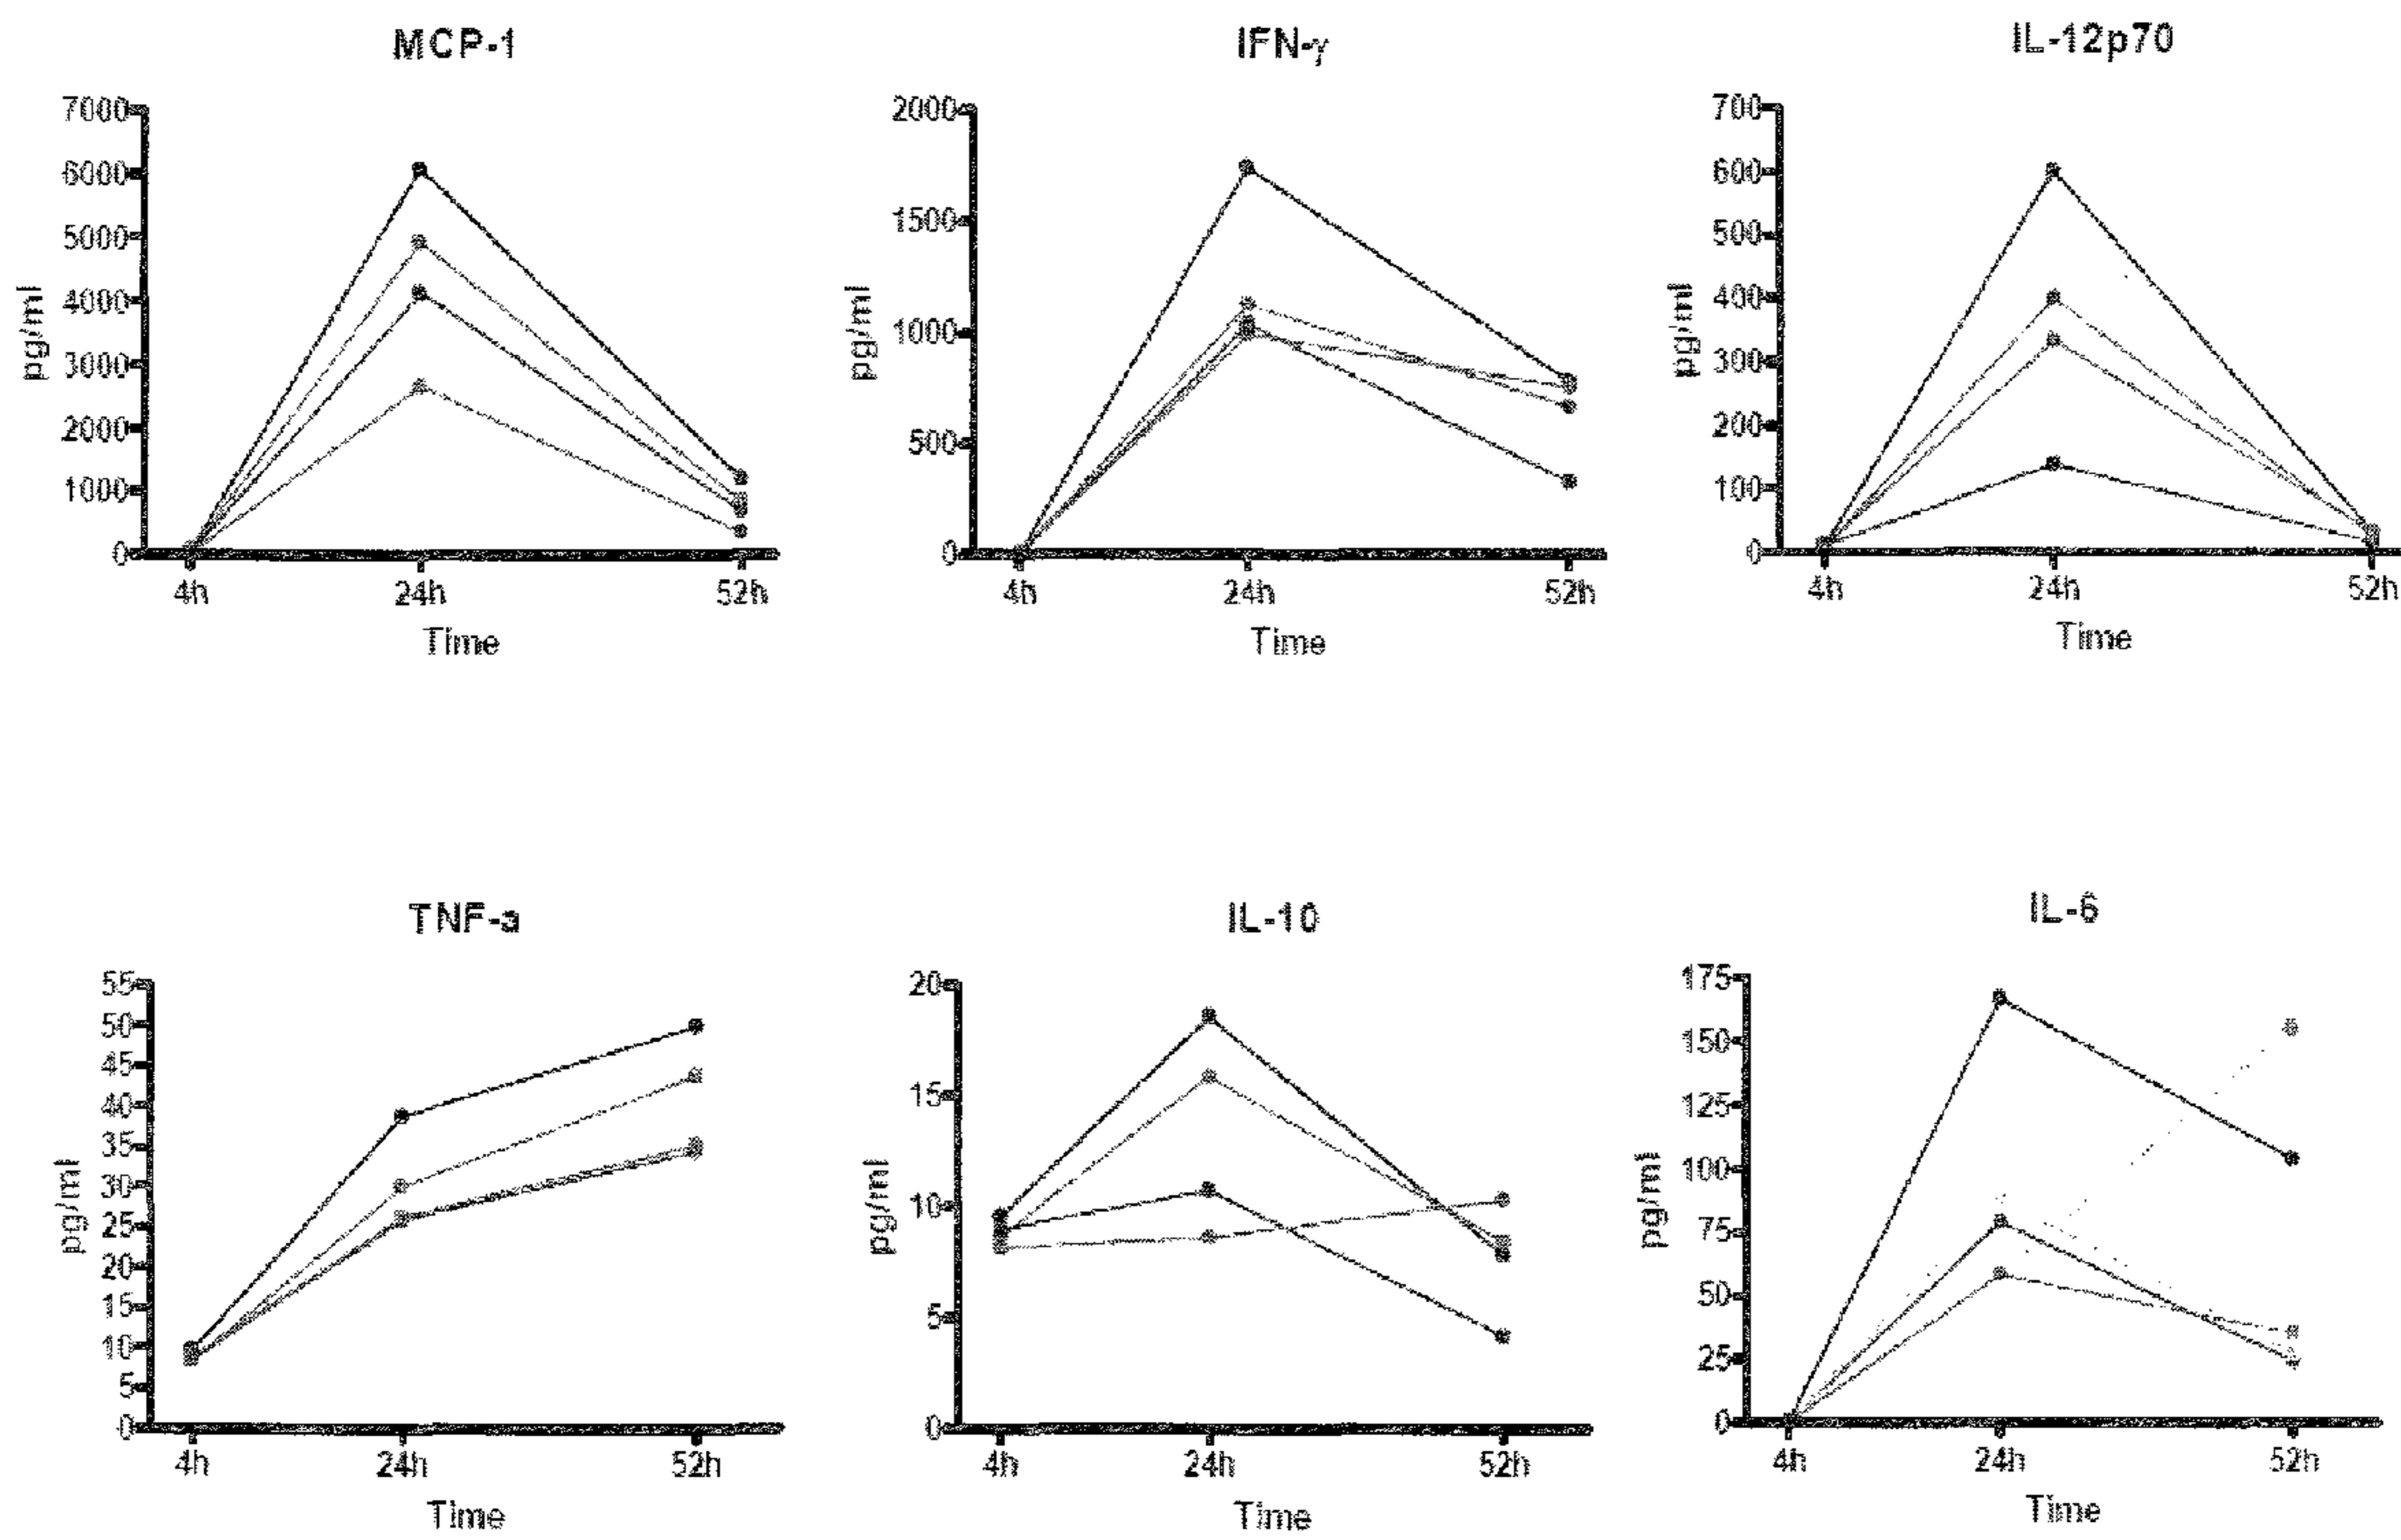 MCP-1
7000
6000
5000
4000
3000
2000
1000
0
pg/ml
4h 24h 52h
Time
IFN-γ
2000
1500
1000
500
0
pg/ml
4h 24h 52h
Time
IL-12p70
700
600
500
400
300
200
100
0
pg/ml
4h 24h 52h
Time
TNF-a
55
50
45
40
35
30
25
20
15
10
5
0
pg/ml
4h 24h 52h
Time
IL-10
20
15
10
5
0
pg/ml
4h 24h 52h
Time
IL-6
175
150
125
100
75
50
25
0
pg/ml
4h 24h 52h
Time